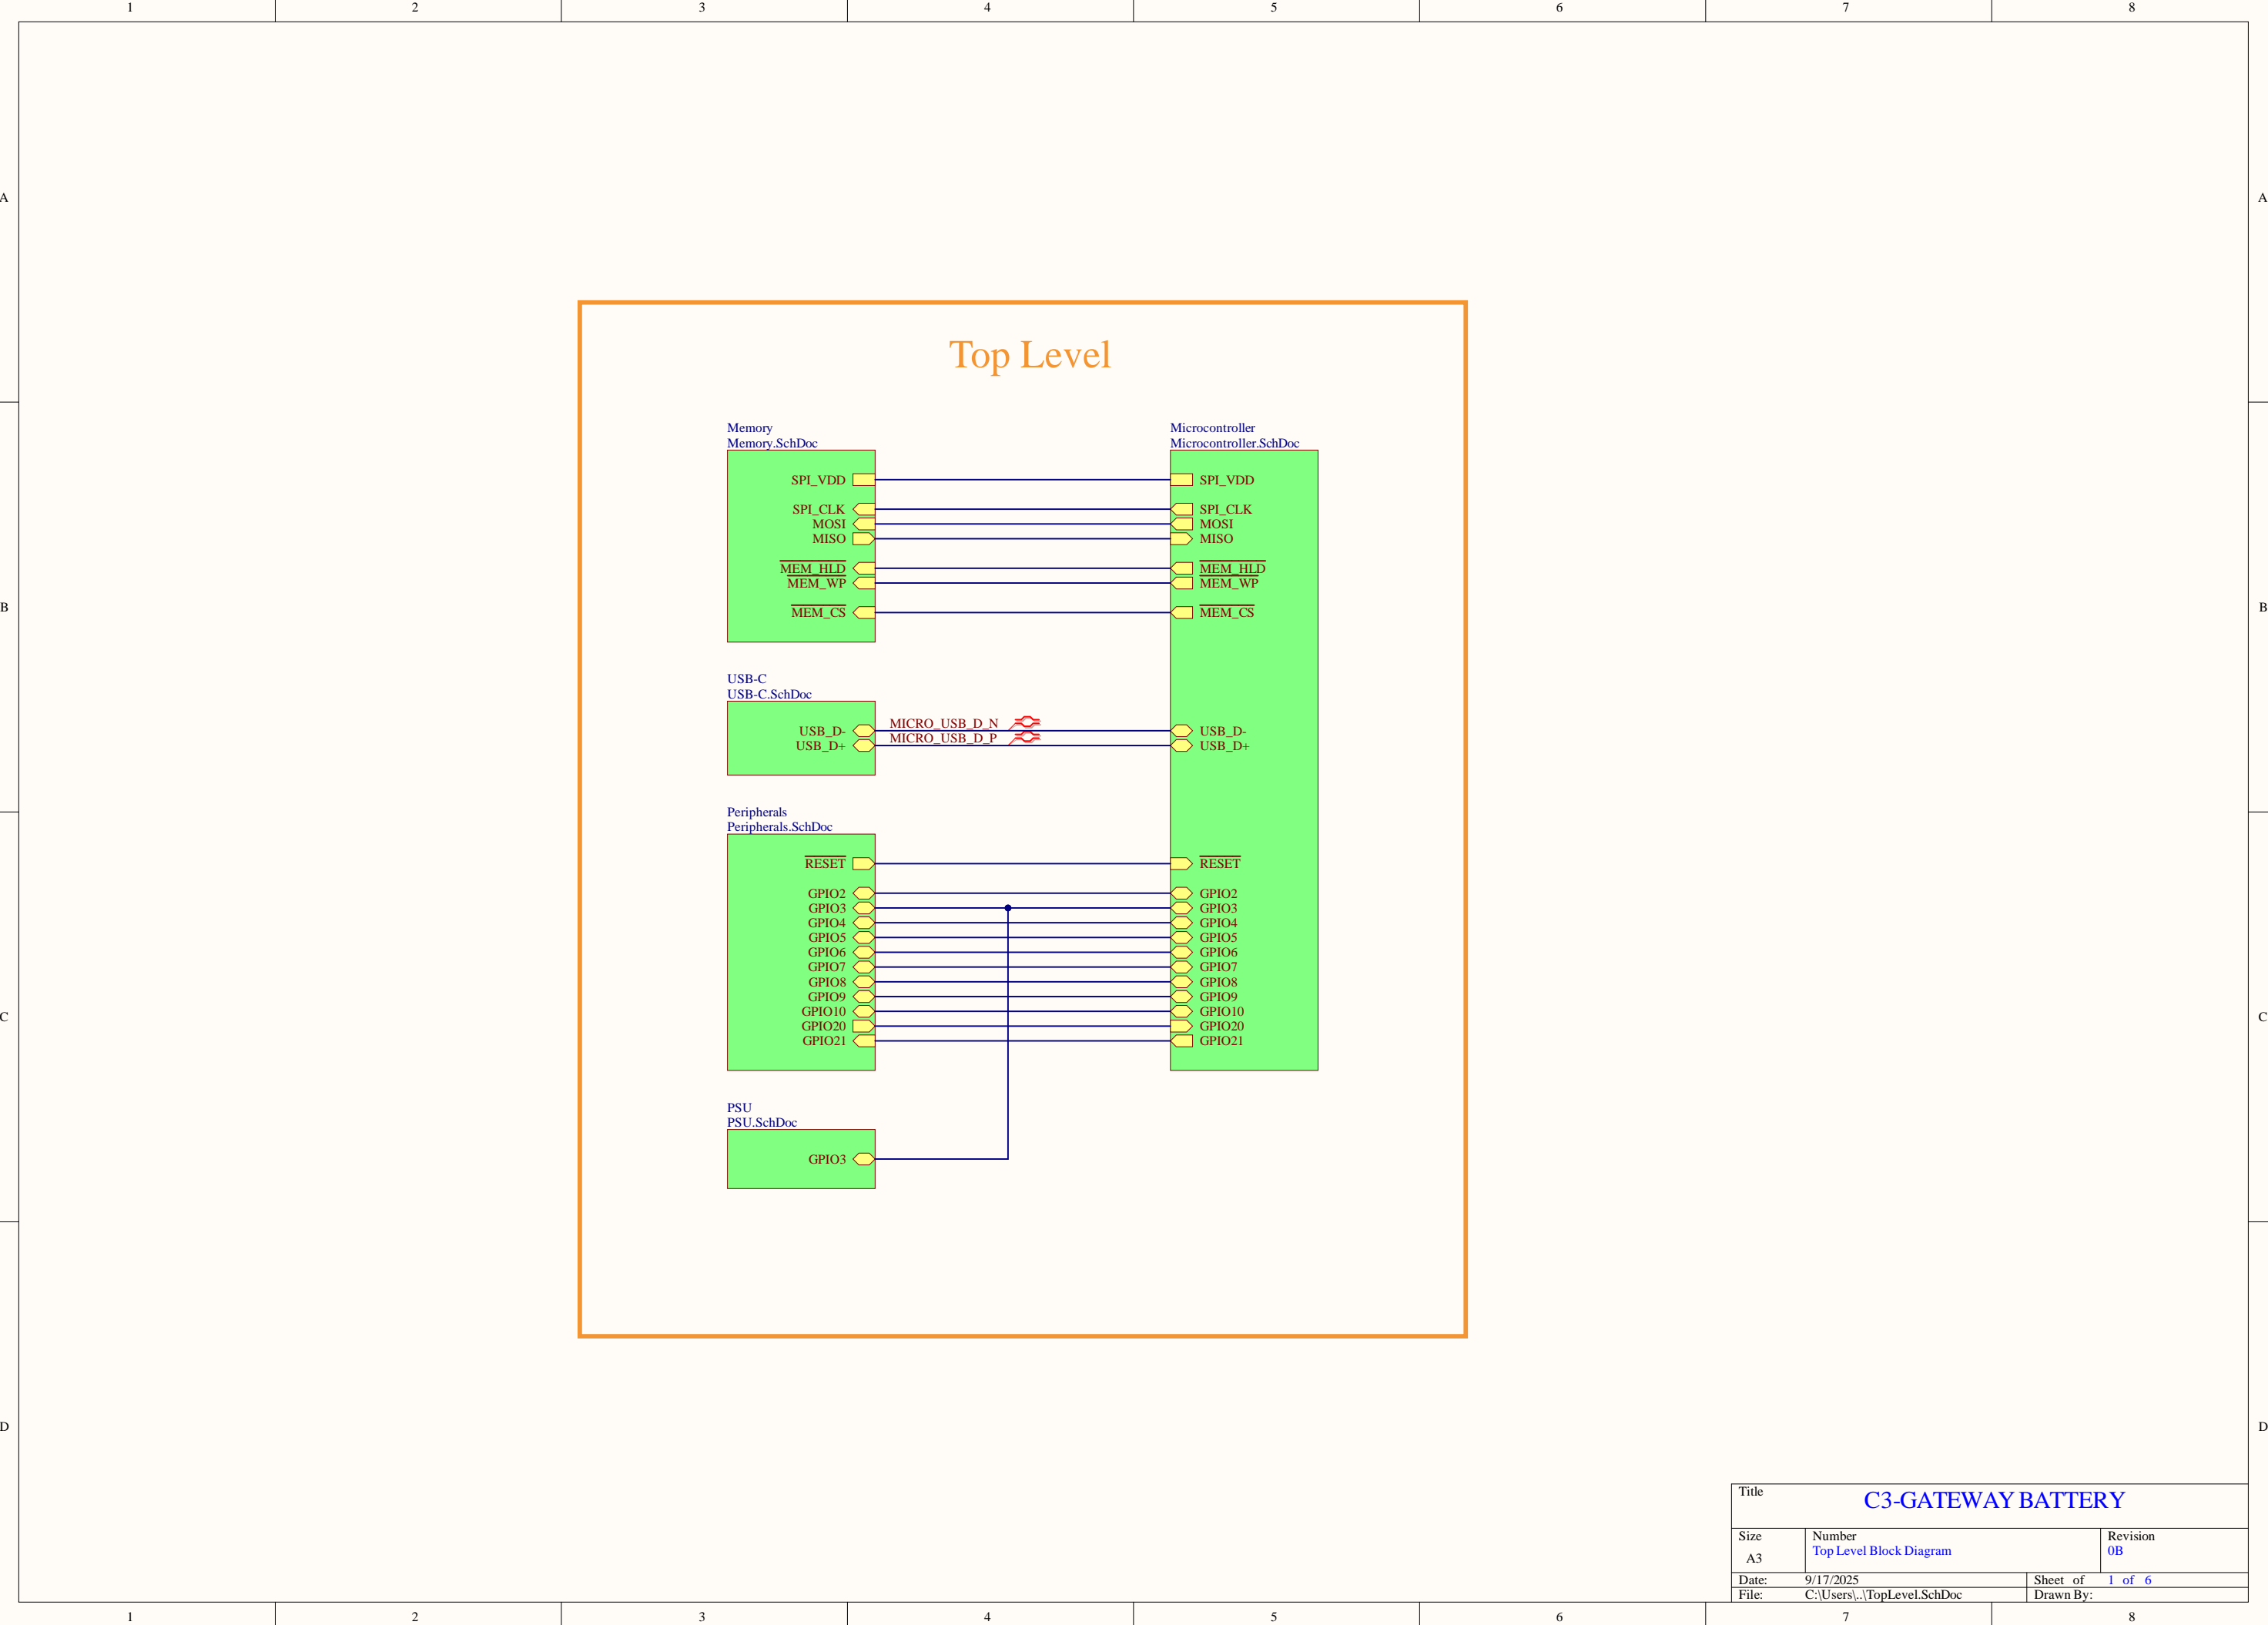 1 2 3 4 5 6 7 8
A A
Top Level
Memory
Memory.SchDoc
SPI_VDD
SPI_CLK
MOSI
MISO
MEM_HLD
MEM_WP
MEM_CS
Microcontroller
Microcontroller.SchDoc
SPI_VDD
SPI_CLK
MOSI
MISO
MEM_HLD
MEM_WP
MEM_CS
USB_D-
USB_D+
RESET
GPIO2
GPIO3
GPIO4
GPIO5
GPIO6
GPIO7
GPIO8
GPIO9
GPIO10
GPIO20
GPIO21
B B
USB-C
USB-C.SchDoc
USB_D-
USB_D+
MICRO_USB_D_N
MICRO_USB_D_P
Peripherals
Peripherals.SchDoc
RESET
GPIO2
GPIO3
GPIO4
GPIO5
GPIO6
GPIO7
GPIO8
GPIO9
GPIO10
GPIO20
GPIO21
C C
PSU
PSU.SchDoc
GPIO3
D D
Title
C3-GATEWAY BATTERY
Size
A3
Number
Top Level Block Diagram
Revision
0B
Date: 9/17/2025
Sheet of 1 of 6
File: C:\Users\..\TopLevel.SchDoc
Drawn By:
1 2 3 4 5 6 7 8